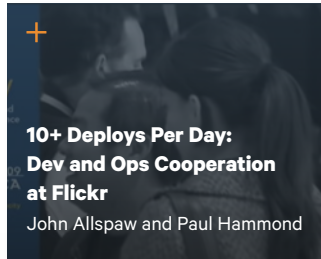 10+ Deploys Per Day:
Dev and Ops Cooperation
at Flickr
John Allspaw and Paul Hammond